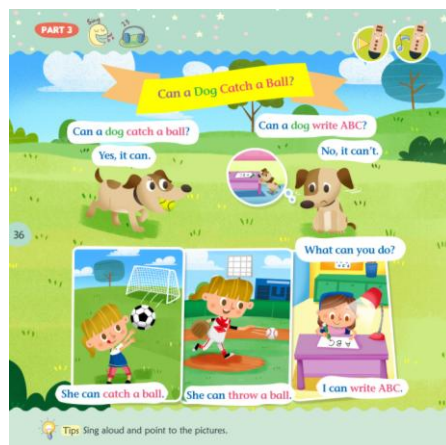 PART 3
Sing
Can a Dog Catch a Ball?
Can a dog catch a ball?
Can a dog write ABC?
Yes, it can.
No, it can't.
36
What can you do?
ABC
She can catch a ball.
She can throw a ball.
I can write ABC.
Tips Sing aloud and point to the pictures.